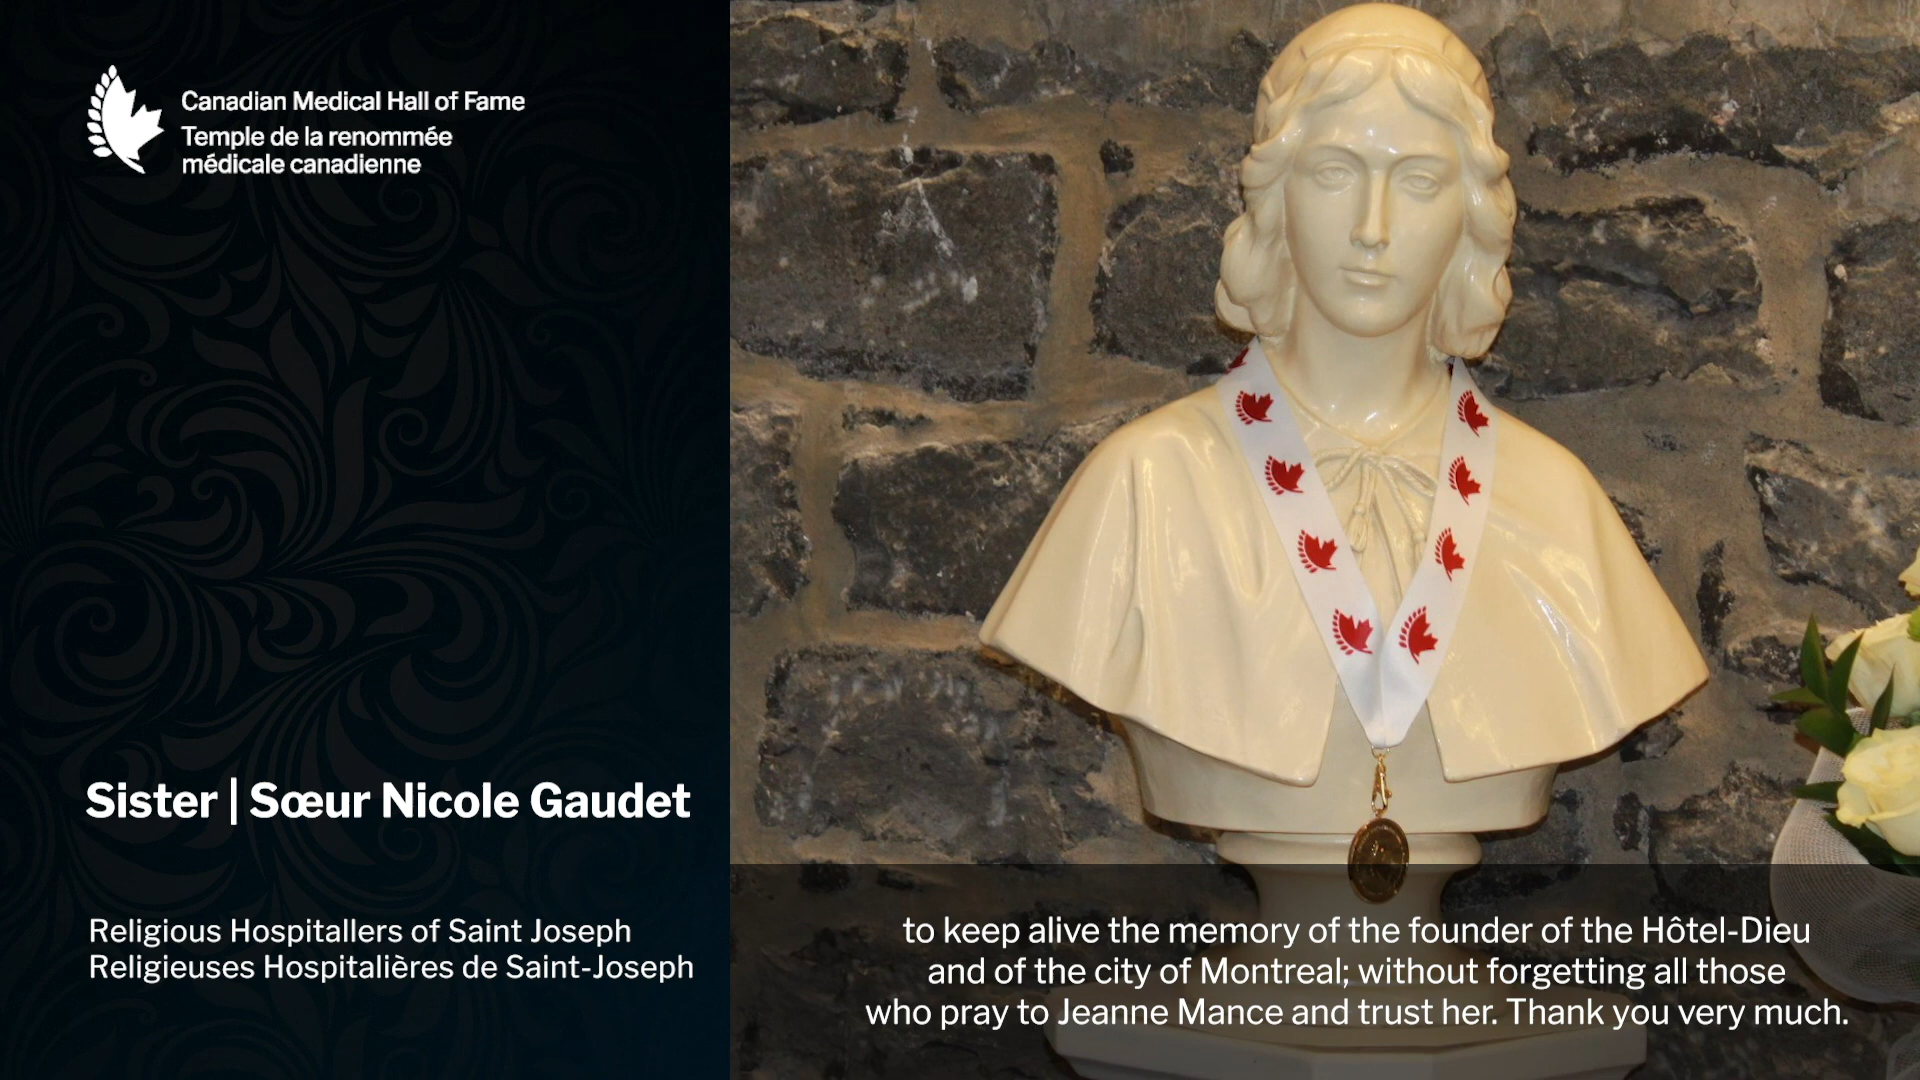 Canadian Medical Hall of Fame
Temple de la renommée
médicale canadienne
Sister | Sœur Nicole Gaudet
Religious Hospitallers of Saint Joseph
Religieuses Hospitalières de Saint-Joseph
to keep alive the memory of the founder of the Hôtel-Dieu
and of the city of Montreal; without forgetting all those
who pray to Jeanne Mance and trust her. Thank you very much.